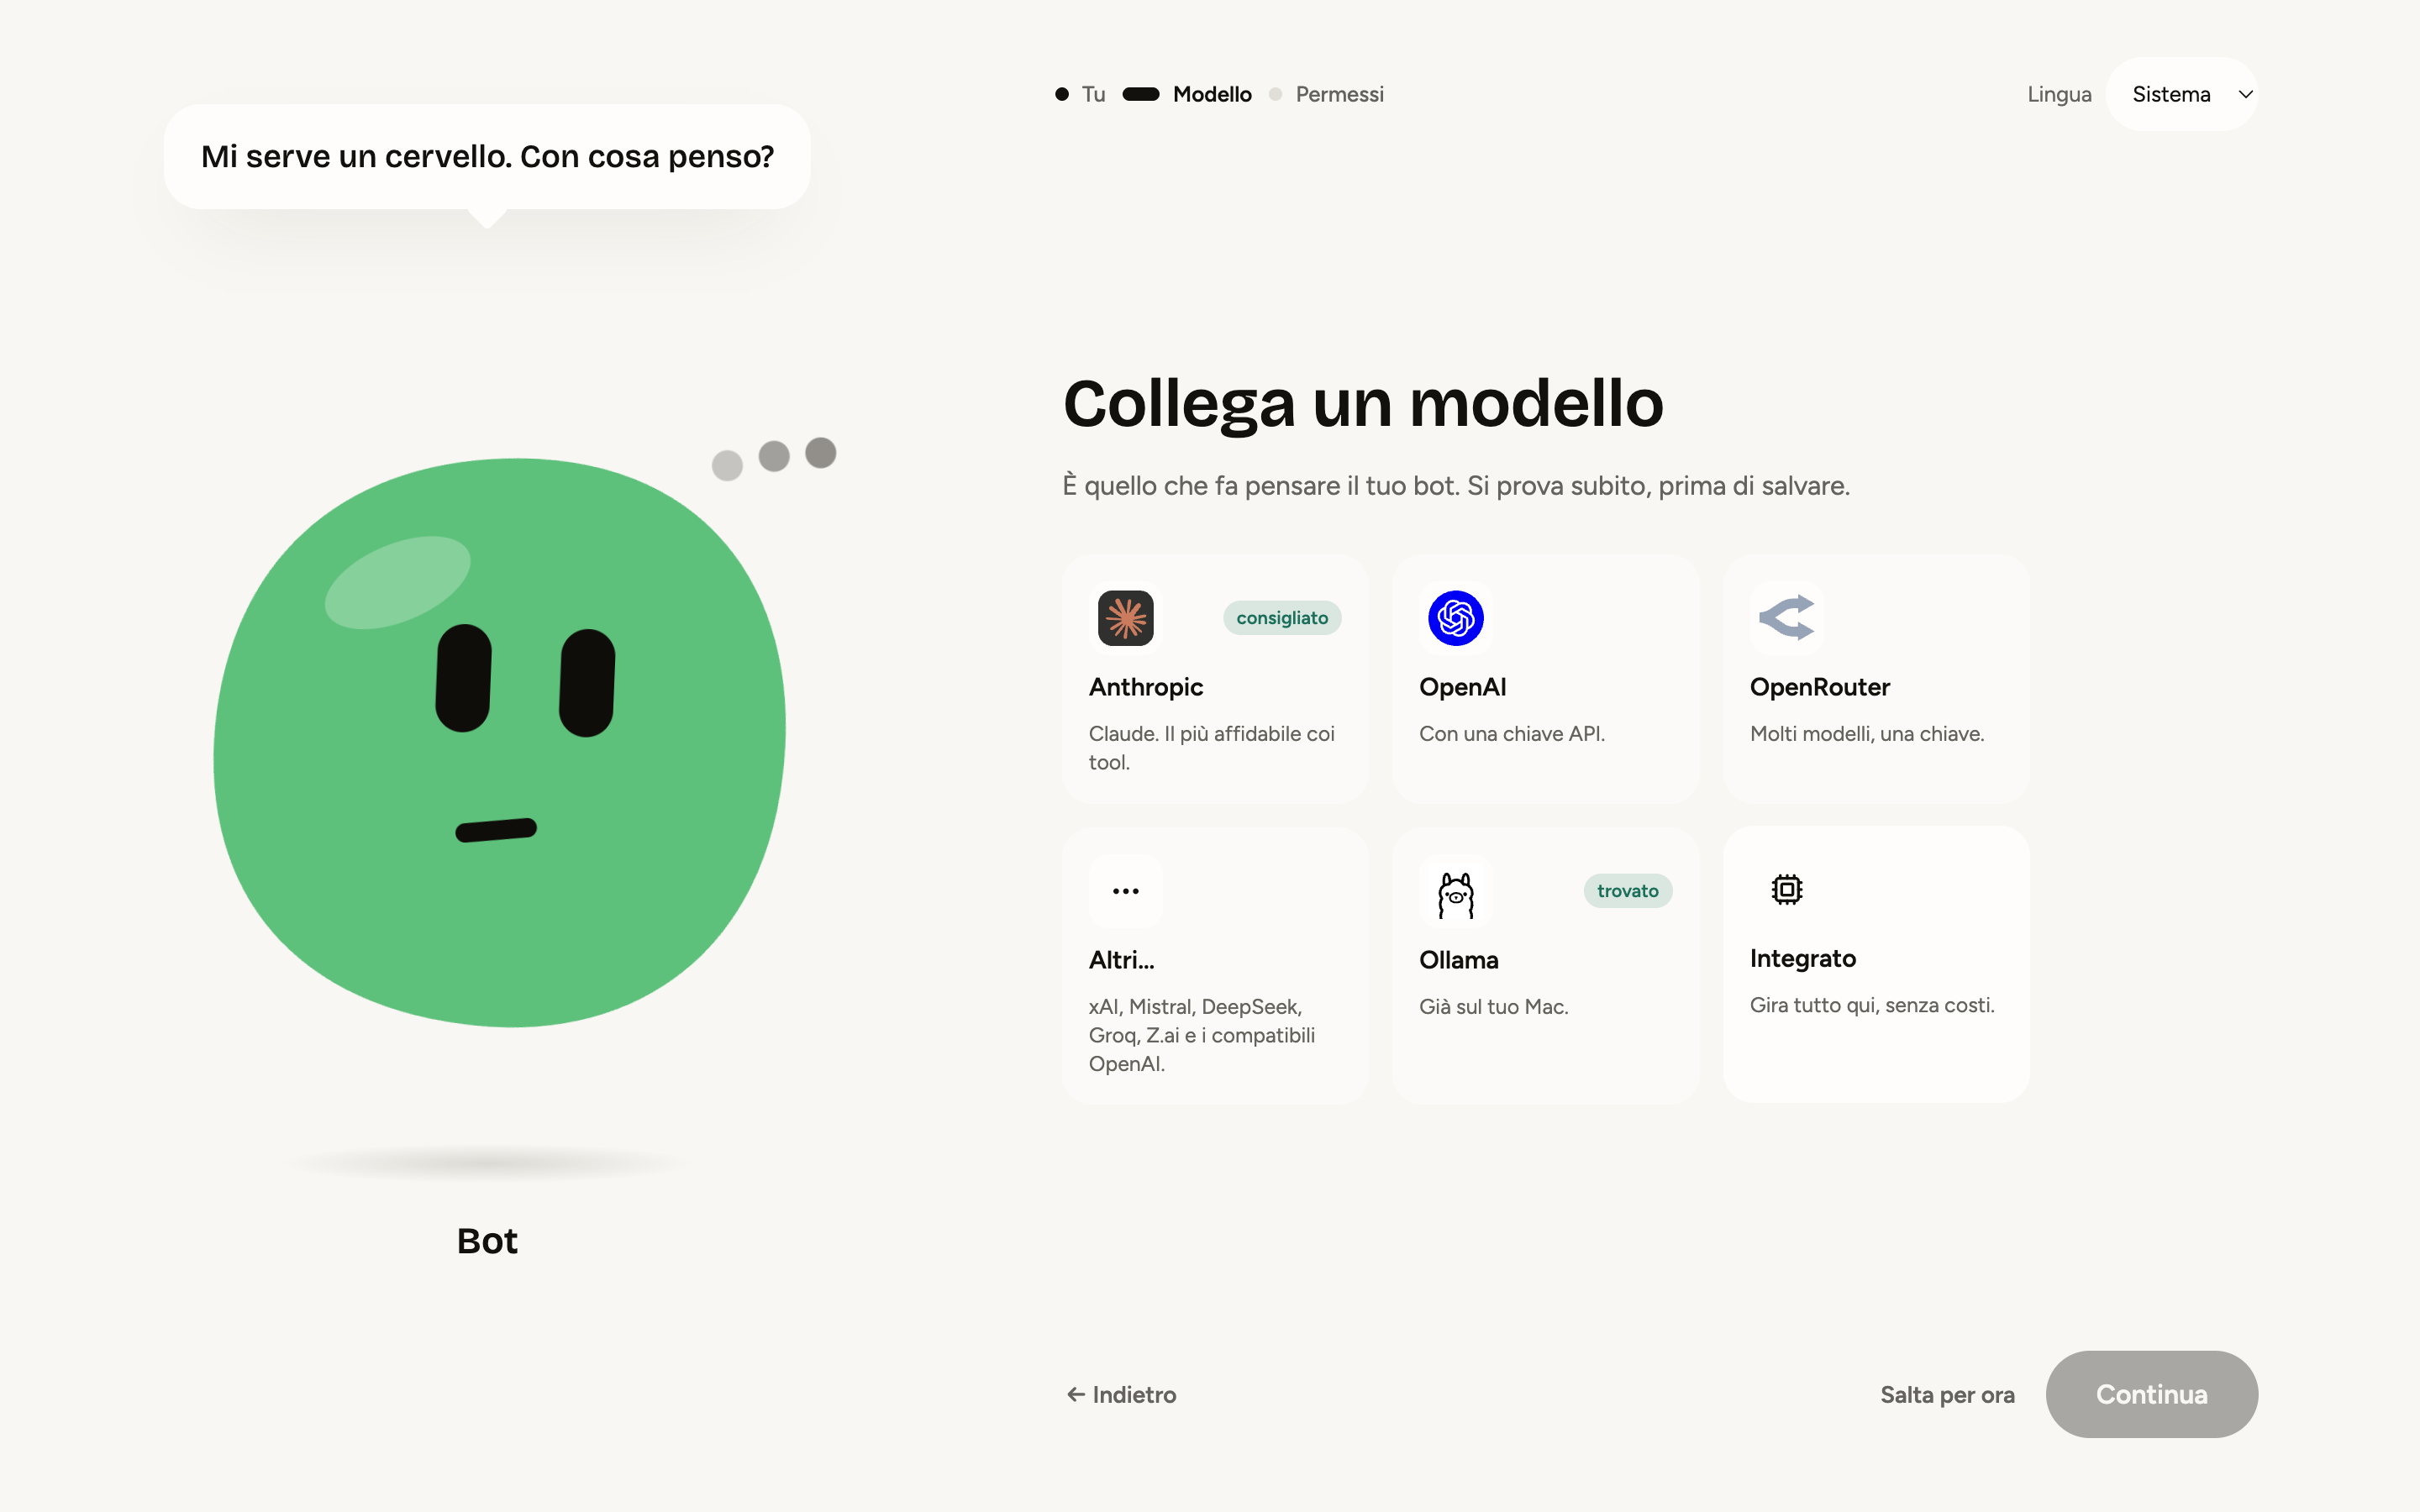 Tu
Modello
Permessi
Lingua
Sistema
Mi serve un cervello. Con cosa penso?
Bot
Collega un modello
È quello che fa pensare il tuo bot. Si prova subito, prima di salvare.
consigliato
Anthropic
Claude. Il più affidabile coi
tool.
OpenAI
Con una chiave API.
OpenRouter
Molti modelli, una chiave.
Altri...
xAI, Mistral, DeepSeek,
Groq, Z.ai e i compatibili
OpenAI.
trovato
Ollama
Già sul tuo Mac.
Integrato
Gira tutto qui, senza costi.
Indietro
Salta per ora
Continua